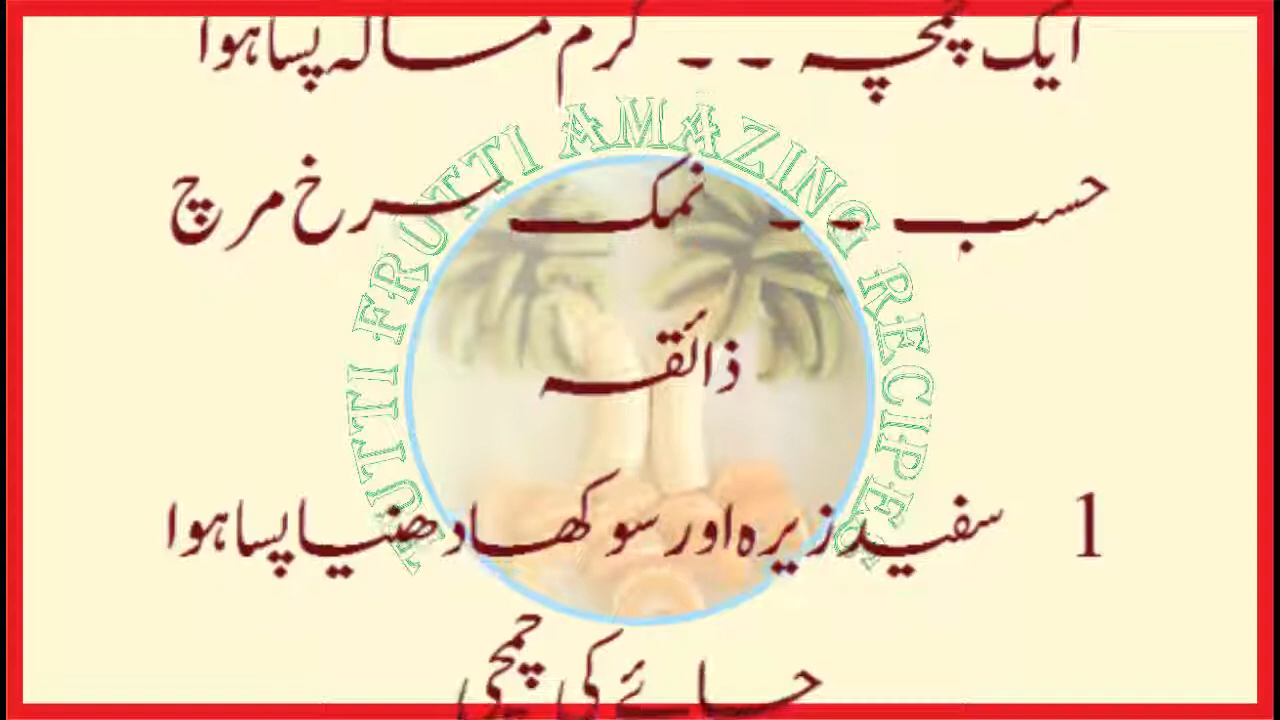 ایک چمچہ ۔ ۔ گرم مسالہ پسا ہوا
TUTTI FRUTTI AMAZING RECIPES
حسب ۔ ۔ نمک سرخ مرچ
ذائقہ
1 سفید زیرہ اور سوکھا دھنیا پسا ہوا
چائے کی چمچی